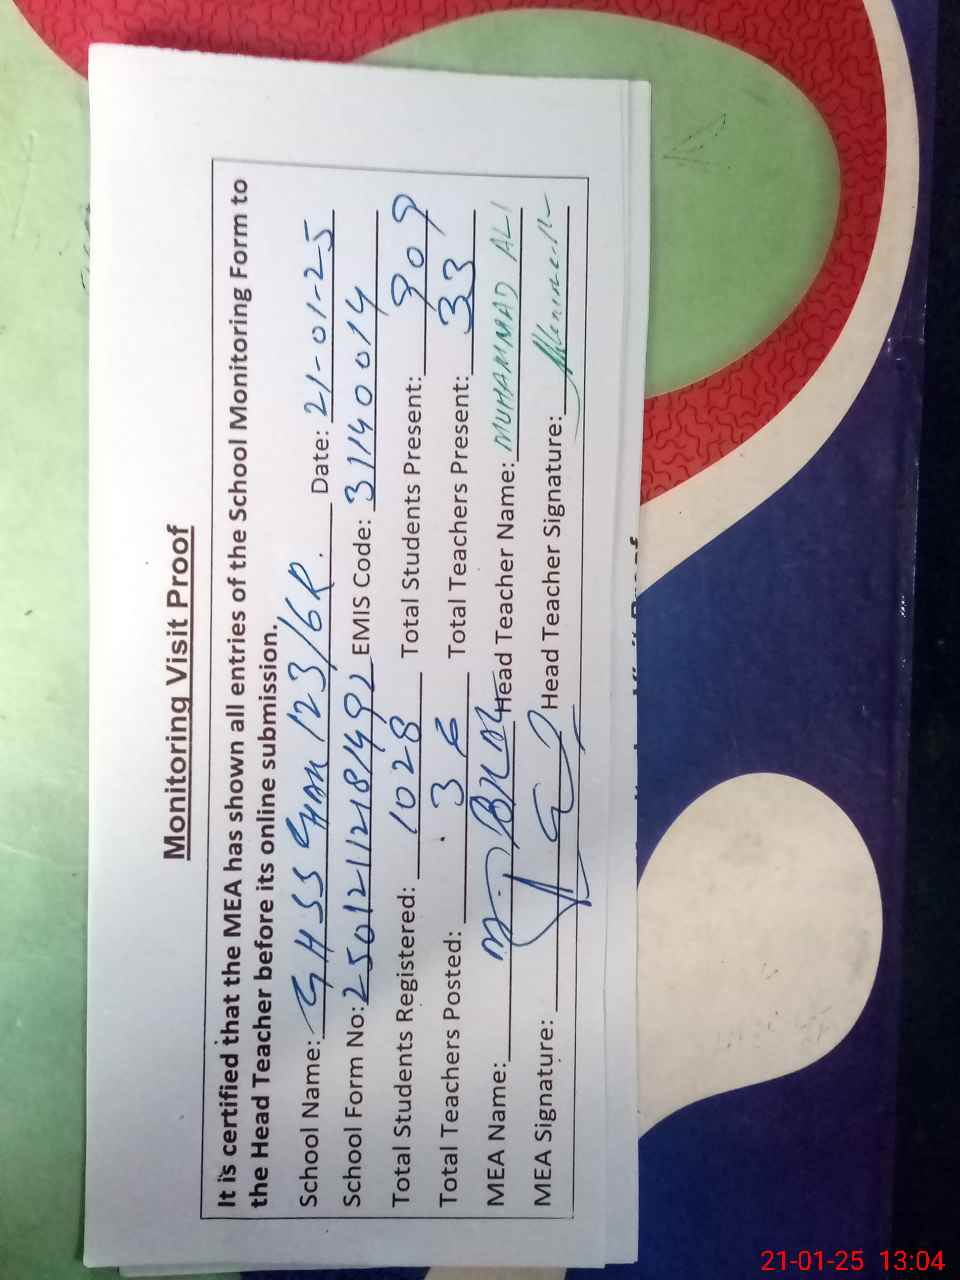 Monitoring Visit Proof
It is certified that the MEA has shown all entries of the School Monitoring Form to
the Head Teacher before its online submission.
School Name: GHSS Chak 123/6R. Date: 21-01-25
School Form No: 25012112181492 EMIS Code: 31140014
Total Students Registered: 1028 Total Students Present: 909
Total Teachers Posted: 36 Total Teachers Present: 33
MEA Name: Head Teacher Name: MUHAMMAD ALI
MEA Signature: Head Teacher Signature:
21-01-25 13:04